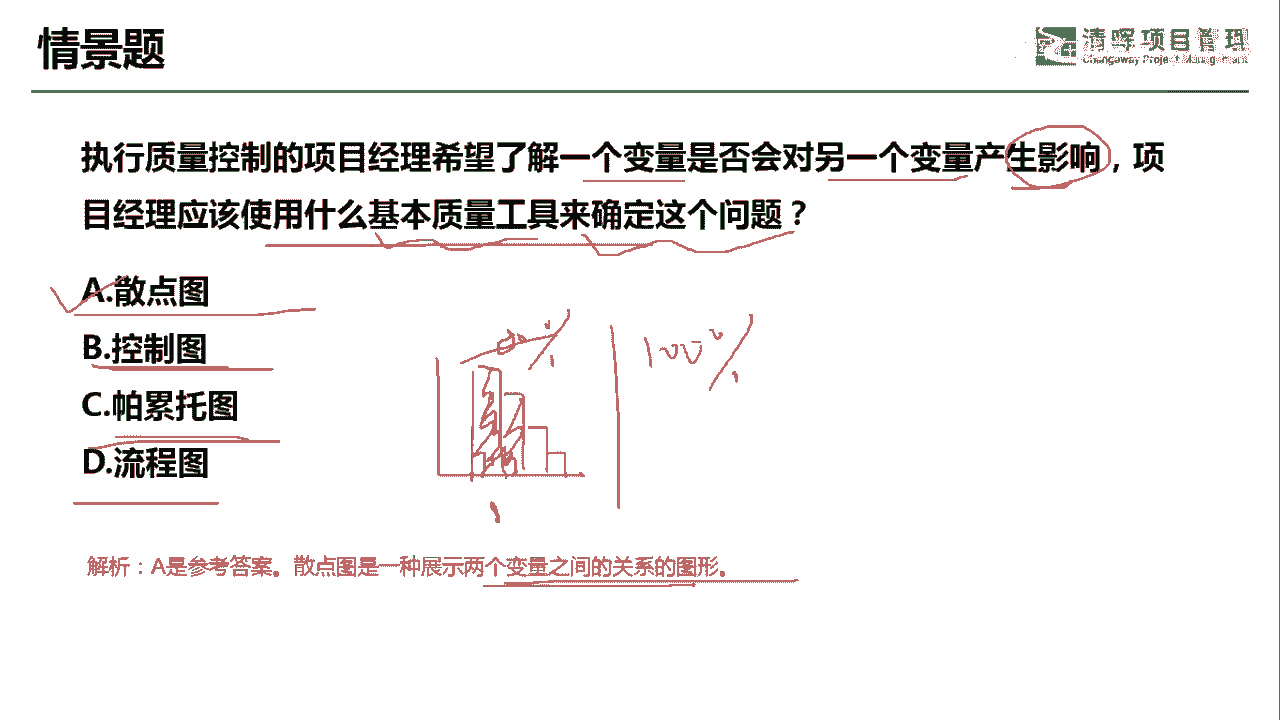 情景题
清晖项目管理
Changeway Project Management
执行质量控制的项目经理希望了解一个变量是否会对另一个变量产生影响，项
目经理应该使用什么基本质量工具来确定这个问题？
A.散点图
B.控制图
C.帕累托图
D.流程图
100%
解析：A是参考答案。散点图是一种展示两个变量之间的关系的图形。